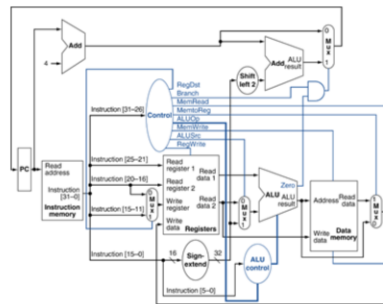 Add
4
Add
ALU
result
0
M
u
x
1
Shift
left 2
RegDst
Branch
MemRead
MemtoReg
ALUOp
MemWrite
ALUSrc
RegWrite
Control
Instruction [31–26]
PC
Read
address
Instruction
[31–0]
Instruction
memory
Instruction [25–21]
Instruction [20–16]
Instruction [15–11]
0
M
u
x
1
Read
register 1
Read
register 2
Write
register
Write
data
Read
data 1
Read
data 2
Registers
0
M
u
x
1
Zero
ALU
ALU
result
Address
Read
data
Write
data
Data
memory
Instruction [15–0]
16
Sign-
extend
32
Instruction [5–0]
ALU
control